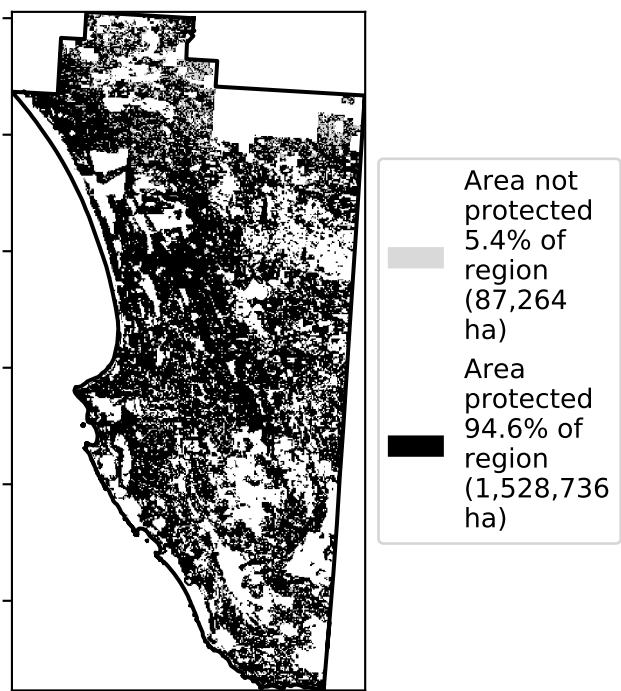 Area not
protected
5.4% of
region
(87,264
ha)
Area
protected
94.6% of
region
(1,528,736
ha)